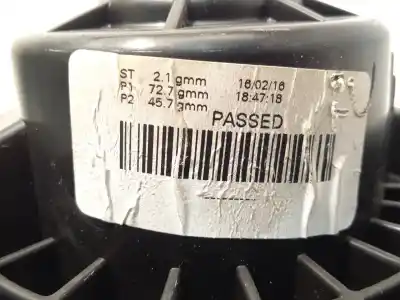 ST 2.1 gmm 16/02/16
P1 72.7 gmm 18:47:18
P2 45.7 gmm
PASSED